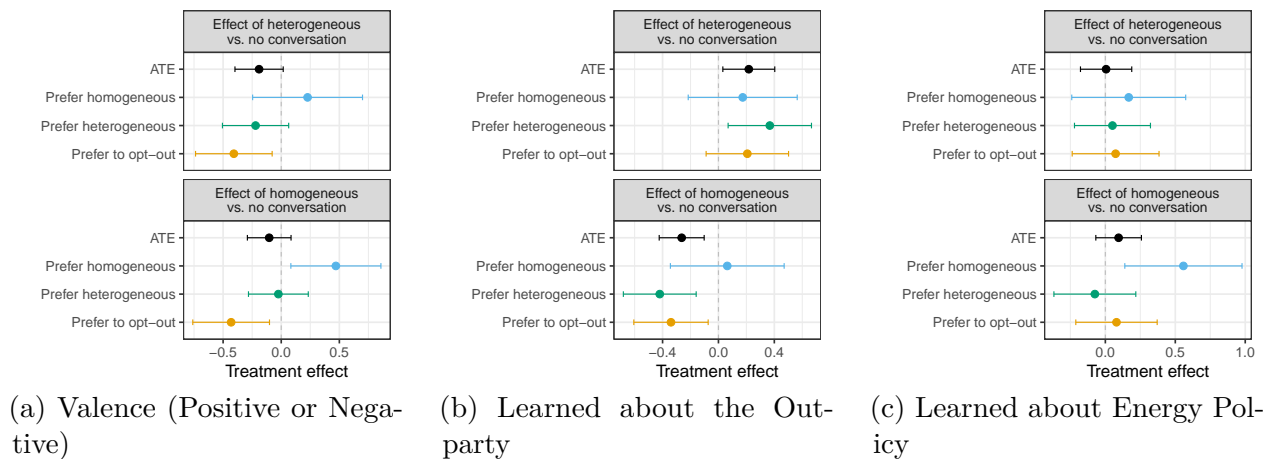 Effect of heterogeneous
vs. no conversation
ATE
Prefer homogeneous
Prefer heterogeneous
Prefer to opt−out
Effect of homogeneous
vs. no conversation
ATE
Prefer homogeneous
Prefer heterogeneous
Prefer to opt−out
−0.5 0.0 0.5
Treatment effect
(a) Valence (Positive or Nega-
tive)
Effect of heterogeneous
vs. no conversation
ATE
Prefer homogeneous
Prefer heterogeneous
Prefer to opt−out
Effect of homogeneous
vs. no conversation
ATE
Prefer homogeneous
Prefer heterogeneous
Prefer to opt−out
−0.4 0.0 0.4
Treatment effect
(b) Learned about the Out-
party
Effect of heterogeneous
vs. no conversation
ATE
Prefer homogeneous
Prefer heterogeneous
Prefer to opt−out
Effect of homogeneous
vs. no conversation
ATE
Prefer homogeneous
Prefer heterogeneous
Prefer to opt−out
0.0 0.5 1.0
Treatment effect
(c) Learned about Energy Pol-
icy